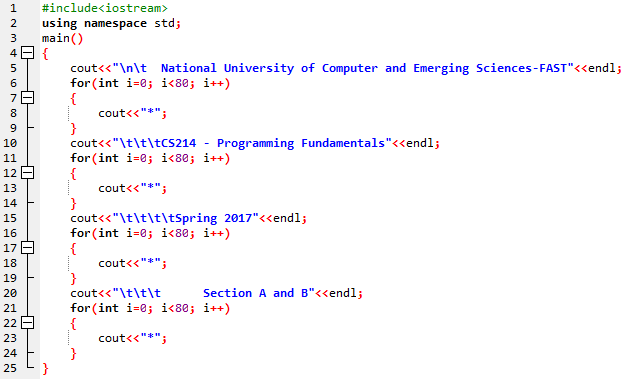 1 #include<iostream>
2 using namespace std;
3 main()
4 {
5 cout<<"\n\t  National University of Computer and Emerging Sciences-FAST"<<endl;
6 for(int i=0; i<80; i++)
7 {
8 cout<<"*";
9 }
10 cout<<"\t\t\tCS214 - Programming Fundamentals"<<endl;
11 for(int i=0; i<80; i++)
12 {
13 cout<<"*";
14 }
15 cout<<"\t\t\t\tSpring 2017"<<endl;
16 for(int i=0; i<80; i++)
17 {
18 cout<<"*";
19 }
20 cout<<"\t\t\t      Section A and B"<<endl;
21 for(int i=0; i<80; i++)
22 {
23 cout<<"*";
24 }
25 }